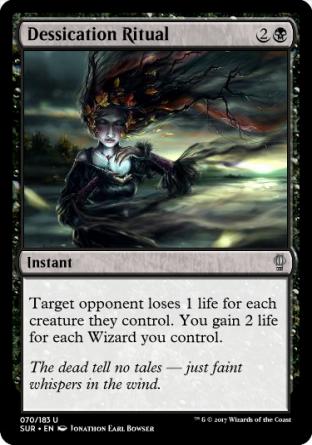 Dessication Ritual 2
Instant
Target opponent loses 1 life for each
creature they control. You gain 2 life
for each Wizard you control.
The dead tell no tales — just faint
whispers in the wind.
070/183 U
SUR • EN Jonathon Earl Bowser
™ & © 2017 Wizards of the Coast